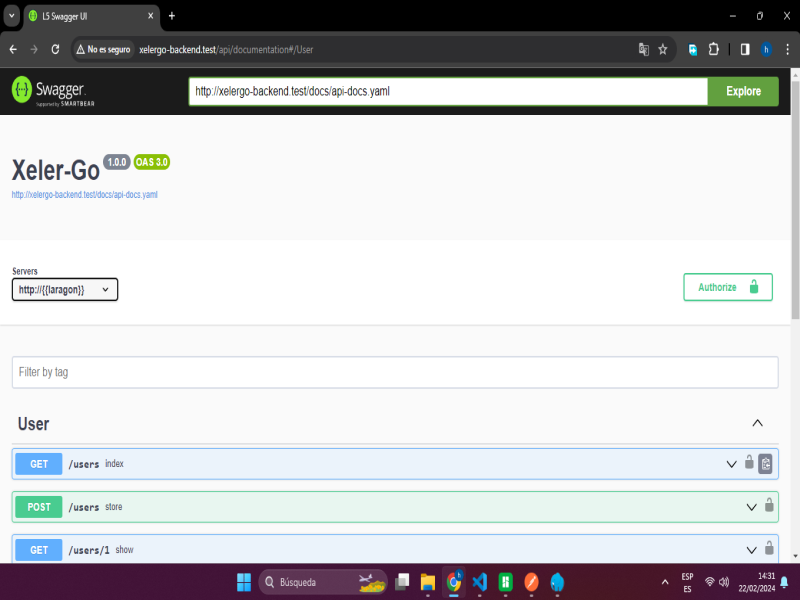 L5 Swagger UI
No es seguro
xelergo-backend.test/api/documentation#/User
h
Swagger.
Supported by SMARTBEAR
http://xelergo-backend.test/docs/api-docs.yaml
Explore
Xeler-Go
1.0.0
OAS 3.0
http://xelergo-backend.test/docs/api-docs.yaml
Servers
http://{{laragon}}
Authorize
Filter by tag
User
GET /users index
POST /users store
GET /users/1 show
Búsqueda
ESP
ES
14:31
22/02/2024